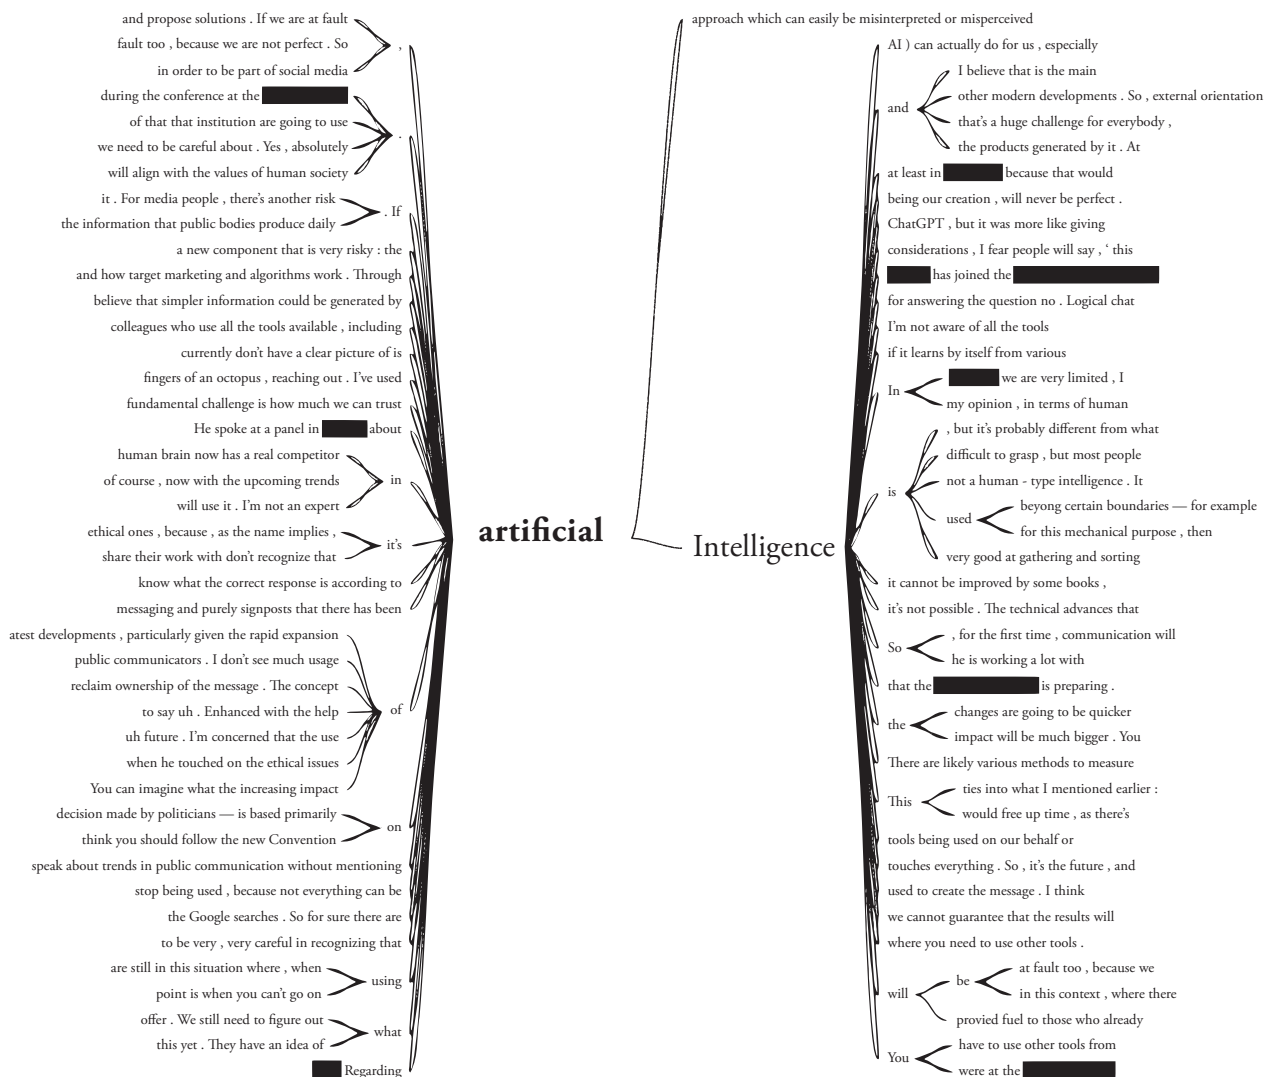 and propose solutions . If we are at fault
fault too , because we are not perfect . So
in order to be part of social media
,
during the conference at the
of that that institution are going to use
we need to be careful about . Yes , absolutely
will align with the values of human society
.
it . For media people , there's another risk
the information that public bodies produce daily
. If
a new component that is very risky : the
and how target marketing and algorithms work . Through
believe that simpler information could be generated by
colleagues who use all the tools available , including
currently don't have a clear picture of is
fingers of an octopus , reaching out . I've used
fundamental challenge is how much we can trust
He spoke at a panel in about
human brain now has a real competitor
of course , now with the upcoming trends
will use it . I'm not an expert
in
ethical ones , because , as the name implies ,
share their work with don't recognize that
it's
know what the correct response is according to
messaging and purely signposts that there has been
atest developments , particularly given the rapid expansion
public communicators . I don't see much usage
reclaim ownership of the message . The concept
to say uh . Enhanced with the help
uh future . I'm concerned that the use
when he touched on the ethical issues
You can imagine what the increasing impact
of
decision made by politicians — is based primarily
think you should follow the new Convention
on
speak about trends in public communication without mentioning
stop being used , because not everything can be
the Google searches . So for sure there are
to be very , very careful in recognizing that
are still in this situation where , when
point is when you can't go on
using
offer . We still need to figure out
this yet . They have an idea of
what
Regarding
artificial
approach which can easily be misinterpreted or misperceived
Intelligence
AI ) can actually do for us , especially
and
I believe that is the main
other modern developments . So , external orientation
that's a huge challenge for everybody ,
the products generated by it . At
at least in because that would
being our creation , will never be perfect .
ChatGPT , but it was more like giving
considerations , I fear people will say , ‘ this
has joined the
for answering the question no . Logical chat
I'm not aware of all the tools
if it learns by itself from various
In
we are very limited , I
my opinion , in terms of human
is
, but it's probably different from what
difficult to grasp , but most people
not a human - type intelligence . It
used
beyong certain boundaries — for example
for this mechanical purpose , then
very good at gathering and sorting
it cannot be improved by some books ,
it's not possible . The technical advances that
So
, for the first time , communication will
he is working a lot with
that the is preparing .
the
changes are going to be quicker
impact will be much bigger . You
There are likely various methods to measure
This
ties into what I mentioned earlier :
would free up time , as there's
tools being used on our behalf or
touches everything . So , it's the future , and
used to create the message . I think
we cannot guarantee that the results will
where you need to use other tools .
will
be
at fault too , because we
in this context , where there
provied fuel to those who already
You
have to use other tools from
were at the